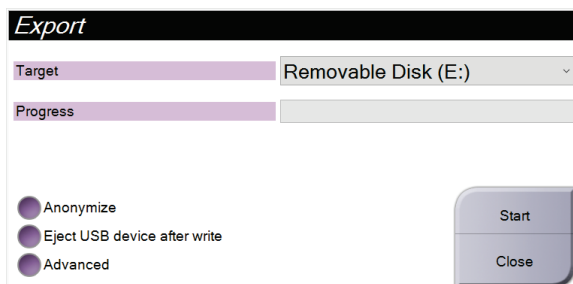 Export
Target
Removable Disk (E:)
Progress
Anonymize
Eject USB device after write
Advanced
Start
Close